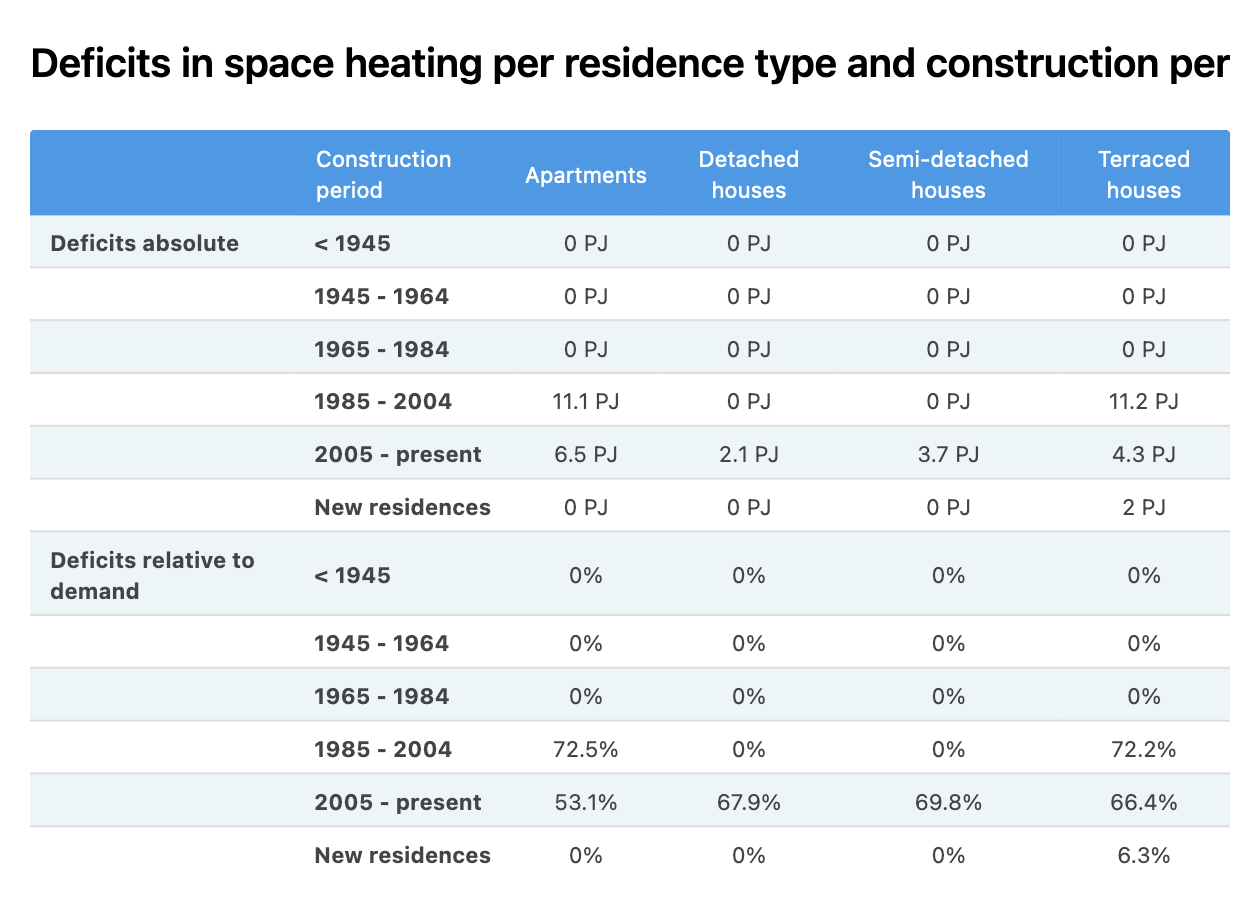 Deficits in space heating per residence type and construction per
Construction period Apartments Detached houses Semi-detached houses Terraced houses
Deficits absolute < 1945 0 PJ 0 PJ 0 PJ 0 PJ
1945 - 1964 0 PJ 0 PJ 0 PJ 0 PJ
1965 - 1984 0 PJ 0 PJ 0 PJ 0 PJ
1985 - 2004 11.1 PJ 0 PJ 0 PJ 11.2 PJ
2005 - present 6.5 PJ 2.1 PJ 3.7 PJ 4.3 PJ
New residences 0 PJ 0 PJ 0 PJ 2 PJ
Deficits relative to demand < 1945 0% 0% 0% 0%
1945 - 1964 0% 0% 0% 0%
1965 - 1984 0% 0% 0% 0%
1985 - 2004 72.5% 0% 0% 72.2%
2005 - present 53.1% 67.9% 69.8% 66.4%
New residences 0% 0% 0% 6.3%